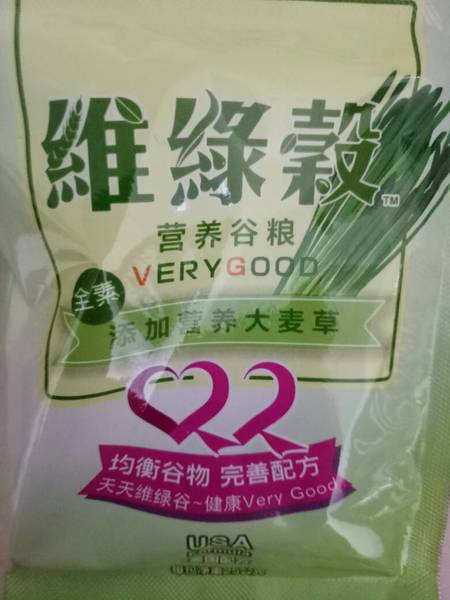 維綠穀™
营养谷粮
VERYGOOD
全素
添加营养大麦草
均衡谷物 完善配方
天天维绿谷~健康Very Good
USA